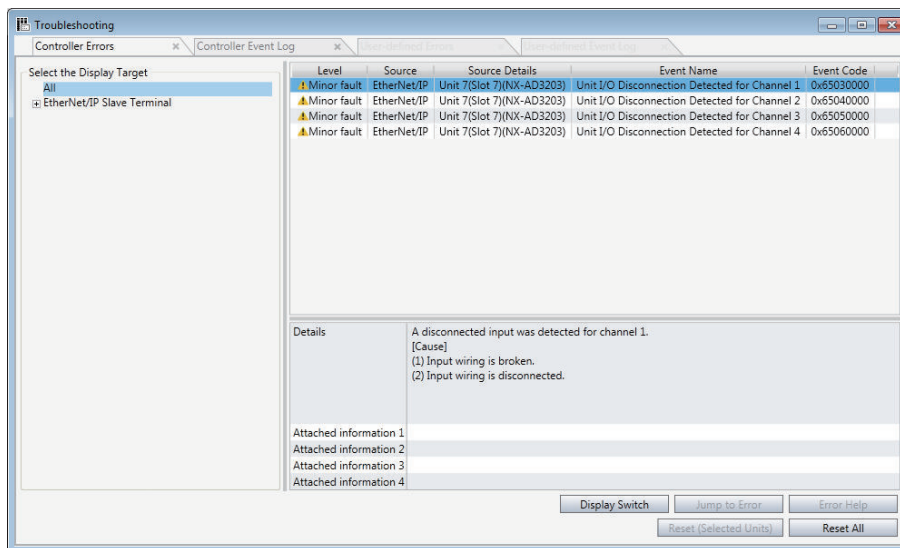 Troubleshooting
Controller Errors
Controller Event Log
User-defined Errors
User-defined Event Log
Select the Display Target
All
EtherNet/IP Slave Terminal
Level Source Source Details Event Name Event Code
Minor fault EtherNet/IP Unit 7(Slot 7)(NX-AD3203) Unit I/O Disconnection Detected for Channel 1 0x65030000
Minor fault EtherNet/IP Unit 7(Slot 7)(NX-AD3203) Unit I/O Disconnection Detected for Channel 2 0x65040000
Minor fault EtherNet/IP Unit 7(Slot 7)(NX-AD3203) Unit I/O Disconnection Detected for Channel 3 0x65050000
Minor fault EtherNet/IP Unit 7(Slot 7)(NX-AD3203) Unit I/O Disconnection Detected for Channel 4 0x65060000
Details
A disconnected input was detected for channel 1.
[Cause]
(1) Input wiring is broken.
(2) Input wiring is disconnected.
Attached information 1
Attached information 2
Attached information 3
Attached information 4
Display Switch
Jump to Error
Error Help
Reset (Selected Units)
Reset All